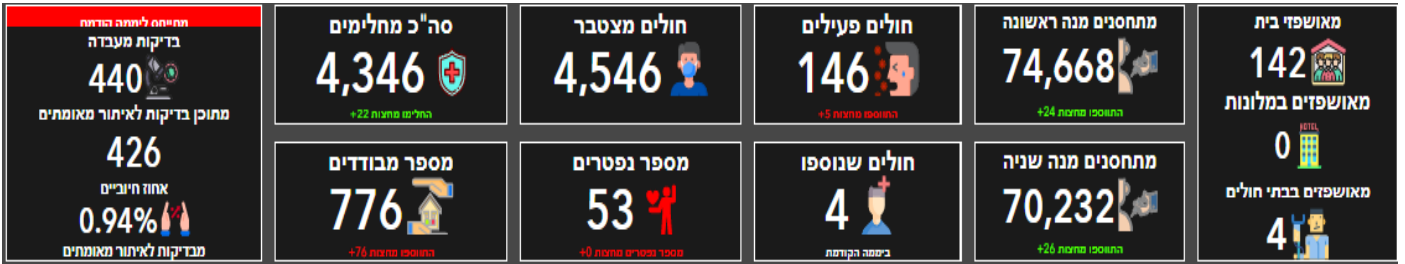 מאושפזי בית
142
מאושפזים במלונות
HOTEL
0
מאושפזים בבתי חולים
4
מתחסנים מנה ראשונה
74,668
התווספו מחצות 24+
מתחסנים מנה שניה
70,232
התווספו מחצות 26+
חולים פעילים
146
התווספו מחצות 5+
חולים שנוספו
4
ביממה הקודמת
חולים מצטבר
4,546
מספר נפטרים
53
מספר נפטרים מחצות 0+
סה"כ מחלימים
4,346
החלימו מחצות 22+
מספר מבודדים
776
התווספו מחצות 76+
מתייחס ליממה קודמת
בדיקות מעבדה
440
מתוכן בדיקות לאיתור מאומתים
426
אחוז חיוביים
0.94%
מבדיקות לאיתור מאומתים